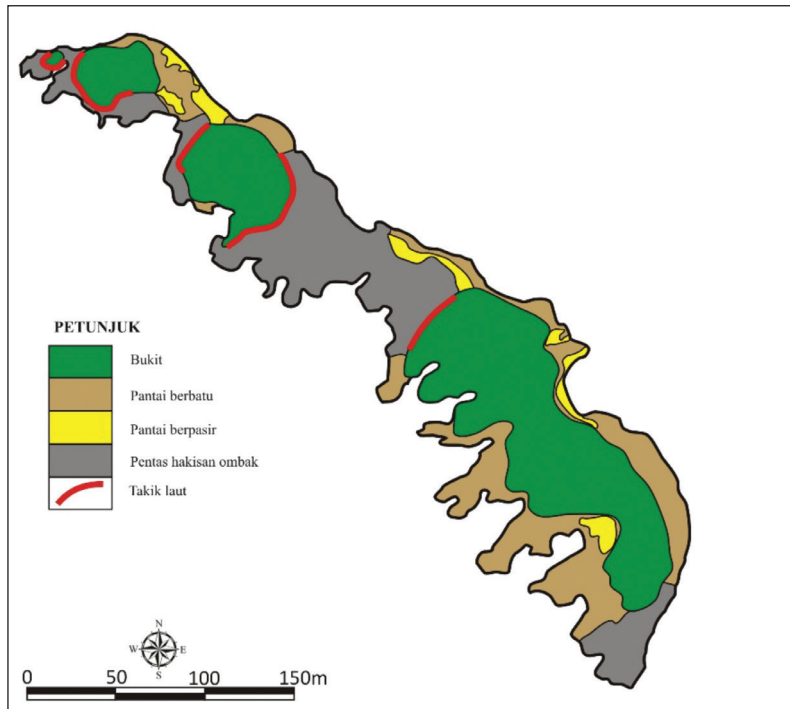 PETUNJUK
Bukit
Pantai berbatu
Pantai berpasir
Pentas hakisan ombak
Takik laut
N
W E
S
0 50 100 150m